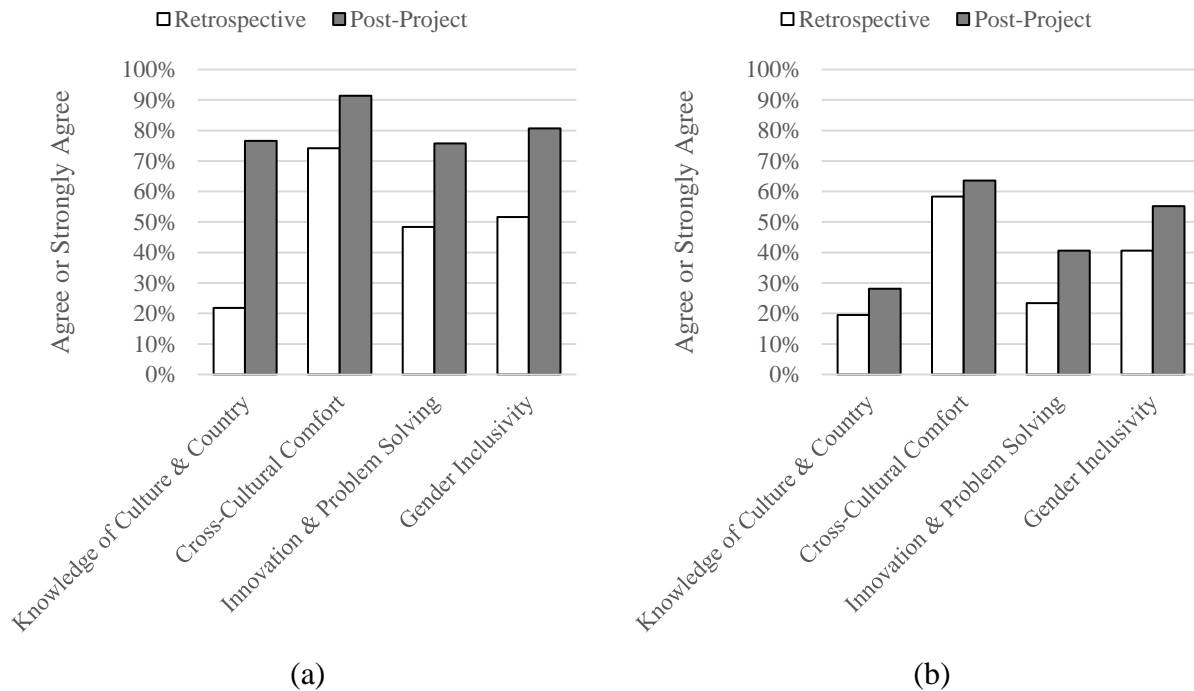 Retrospective Post-Project
Agree or Strongly Agree
100%
90%
80%
70%
60%
50%
40%
30%
20%
10%
0%
Knowledge of Culture & Country
Cross-Cultural Comfort
Innovation & Problem Solving
Gender Inclusivity
(a)
Retrospective Post-Project
Agree or Strongly Agree
100%
90%
80%
70%
60%
50%
40%
30%
20%
10%
0%
Knowledge of Culture & Country
Cross-Cultural Comfort
Innovation & Problem Solving
Gender Inclusivity
(b)